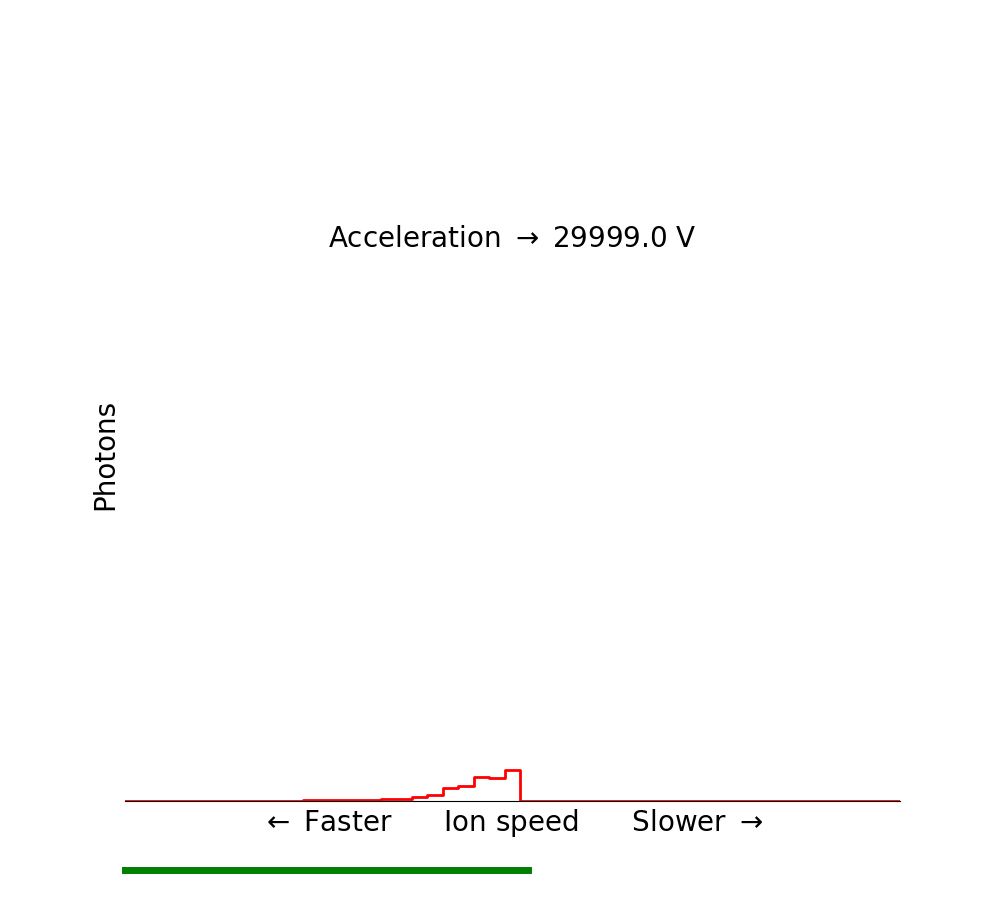 Acceleration → 29999.0 V
Photons
← Faster Ion speed Slower →